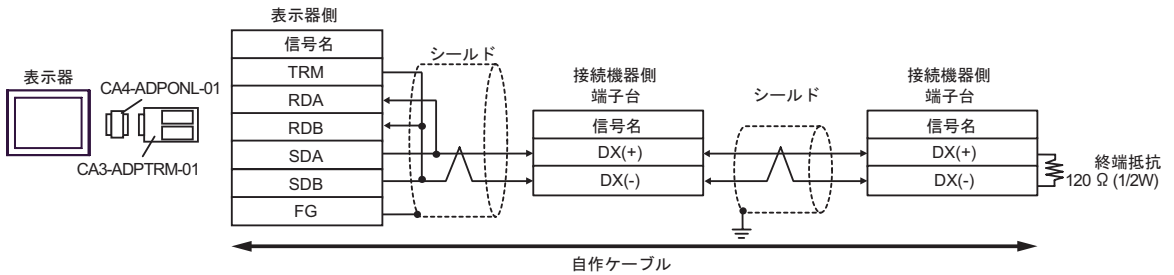 表示器
CA4-ADPONL-01
CA3-ADPTRM-01
表示器側
信号名
TRM
RDA
RDB
SDA
SDB
FG
シールド
接続機器側
端子台
信号名
DX(+)
DX(-)
シールド
接続機器側
端子台
信号名
DX(+)
DX(-)
終端抵抗
120 Ω (1/2W)
自作ケーブル